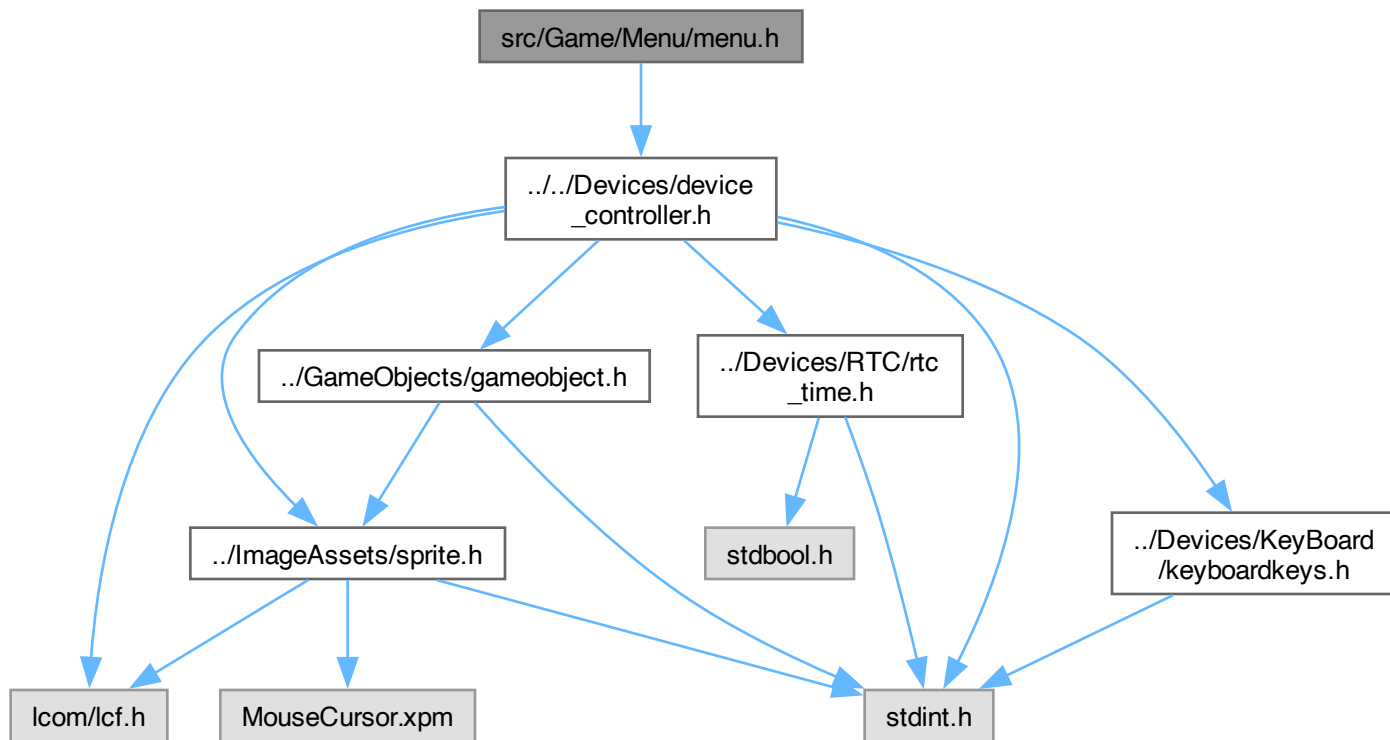 src/Game/Menu/menu.h
../../Devices/device
_controller.h
../GameObjects/gameobject.h
../Devices/RTC/rtc
_time.h
../ImageAssets/sprite.h
stdbool.h
../Devices/KeyBoard
/keyboardkeys.h
lcom/lcf.h
MouseCursor.xpm
stdint.h